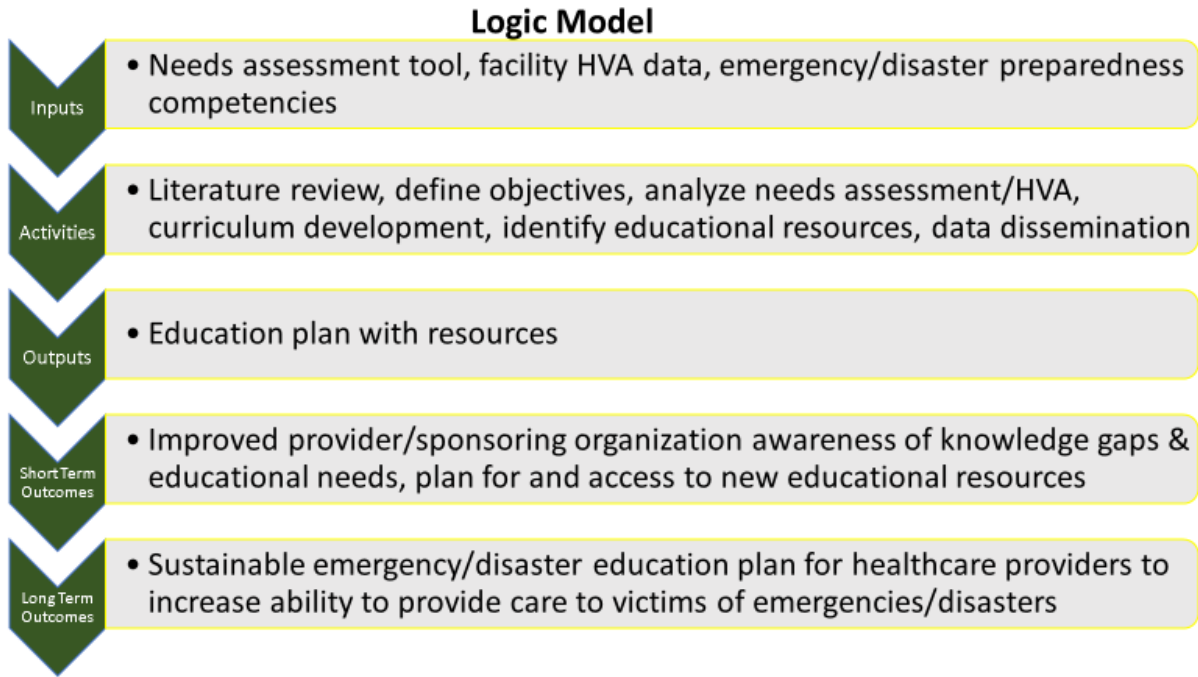 Logic Model
Inputs
• Needs assessment tool, facility HVA data, emergency/disaster preparedness
competencies
Activities
• Literature review, define objectives, analyze needs assessment/HVA,
curriculum development, identify educational resources, data dissemination
Outputs
• Education plan with resources
Short Term
Outcomes
• Improved provider/sponsoring organization awareness of knowledge gaps &
educational needs, plan for and access to new educational resources
Long Term
Outcomes
• Sustainable emergency/disaster education plan for healthcare providers to
increase ability to provide care to victims of emergencies/disasters